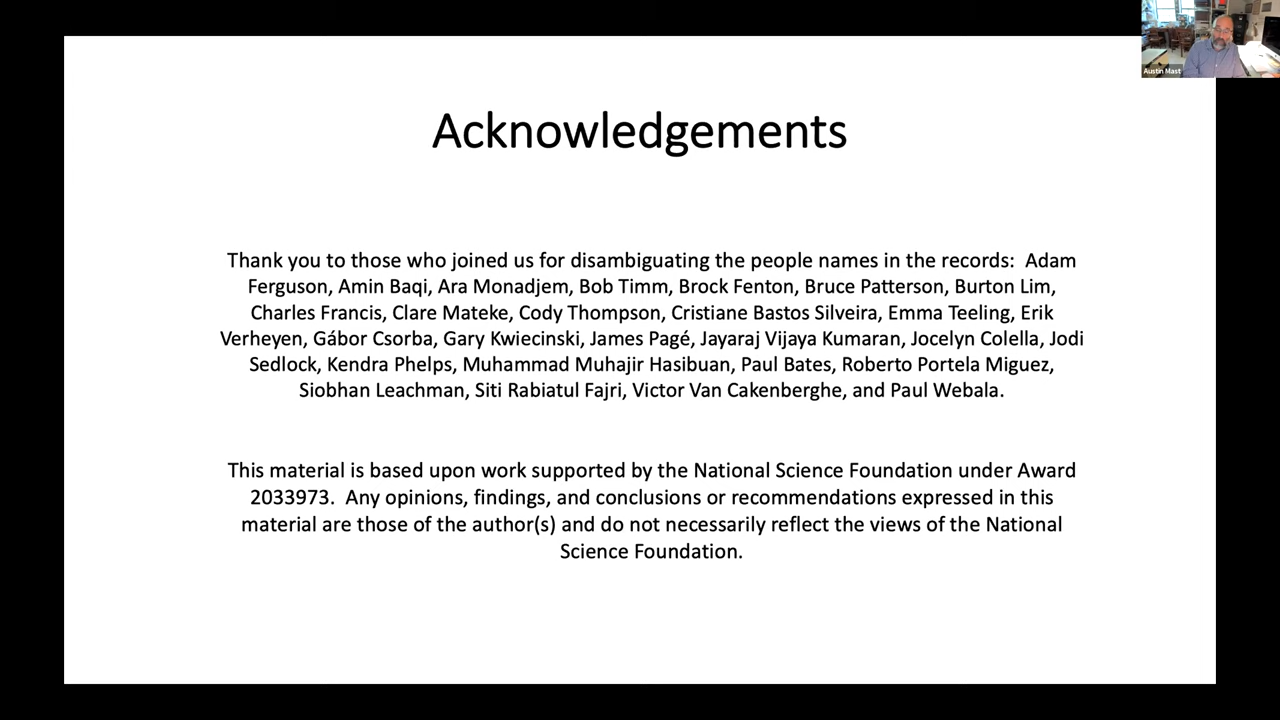 Austin Mast
Acknowledgements
Thank you to those who joined us for disambiguating the people names in the records:  Adam
Ferguson, Amin Baqi, Ara Monadjem, Bob Timm, Brock Fenton, Bruce Patterson, Burton Lim,
Charles Francis, Clare Mateke, Cody Thompson, Cristiane Bastos Silveira, Emma Teeling, Erik
Verheyen, Gábor Csorba, Gary Kwiecinski, James Pagé, Jayaraj Vijaya Kumaran, Jocelyn Colella, Jodi
Sedlock, Kendra Phelps, Muhammad Muhajir Hasibuan, Paul Bates, Roberto Portela Miguez,
Siobhan Leachman, Siti Rabiatul Fajri, Victor Van Cakenberghe, and Paul Webala.
This material is based upon work supported by the National Science Foundation under Award
2033973.  Any opinions, findings, and conclusions or recommendations expressed in this
material are those of the author(s) and do not necessarily reflect the views of the National
Science Foundation.